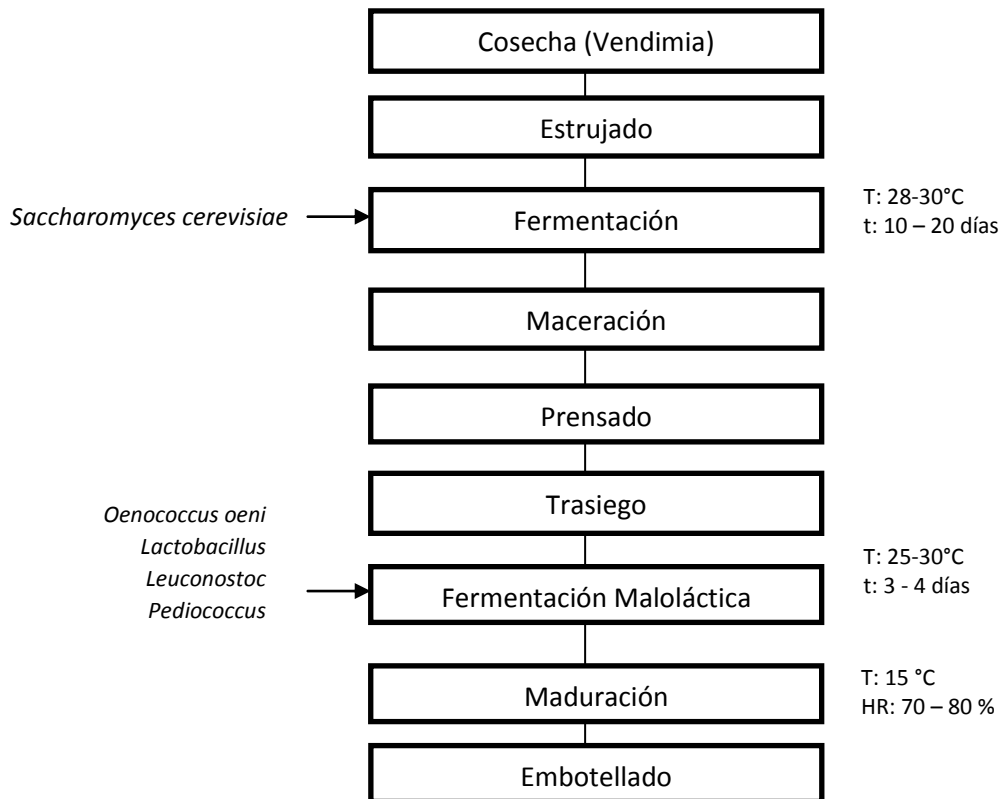 Cosecha (Vendimia)
Estrujado
Saccharomyces cerevisiae
Fermentación
T: 28-30°C
t: 10 – 20 días
Maceración
Prensado
Trasiego
Oenococcus oeni
Lactobacillus
Leuconostoc
Pediococcus
Fermentación Maloláctica
T: 25-30°C
t: 3 - 4 días
Maduración
T: 15 °C
HR: 70 – 80 %
Embotellado